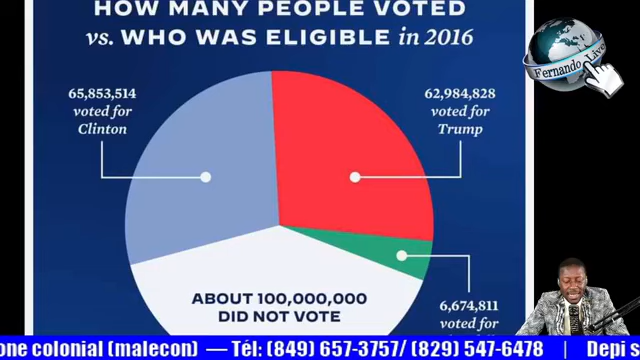 HOW MANY PEOPLE VOTED
vs. WHO WAS ELIGIBLE in 2016
65,853,514
voted for
Clinton
62,984,828
voted for
Trump
6,674,811
voted for
ABOUT 100,000,000
DID NOT VOTE
Fernando Live
one colonial (malecon) — Tél: (849) 657-3757/ (829) 547-6478 | Depi s